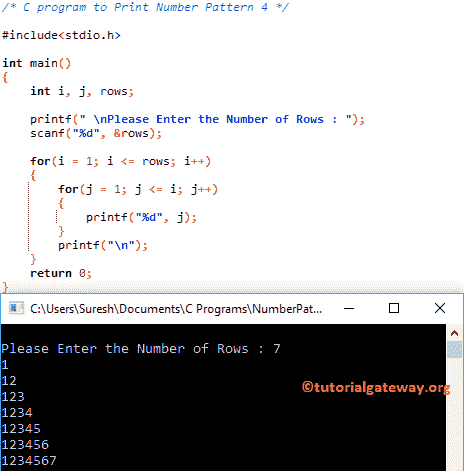 /* C program to Print Number Pattern 4 */
#include<stdio.h>
int main()
{
    int i, j, rows;
    printf(" \nPlease Enter the Number of Rows : ");
    scanf("%d", &rows);
    for(i = 1; i <= rows; i++)
    {
        for(j = 1; j <= i; j++)
        {
            printf("%d", j);
        }
        printf("\n");
    }
    return 0;
}
C:\Users\Suresh\Documents\C Programs\NumberPat...
Please Enter the Number of Rows : 7
1
12
123
1234
©tutorialgateway.org
12345
123456
1234567